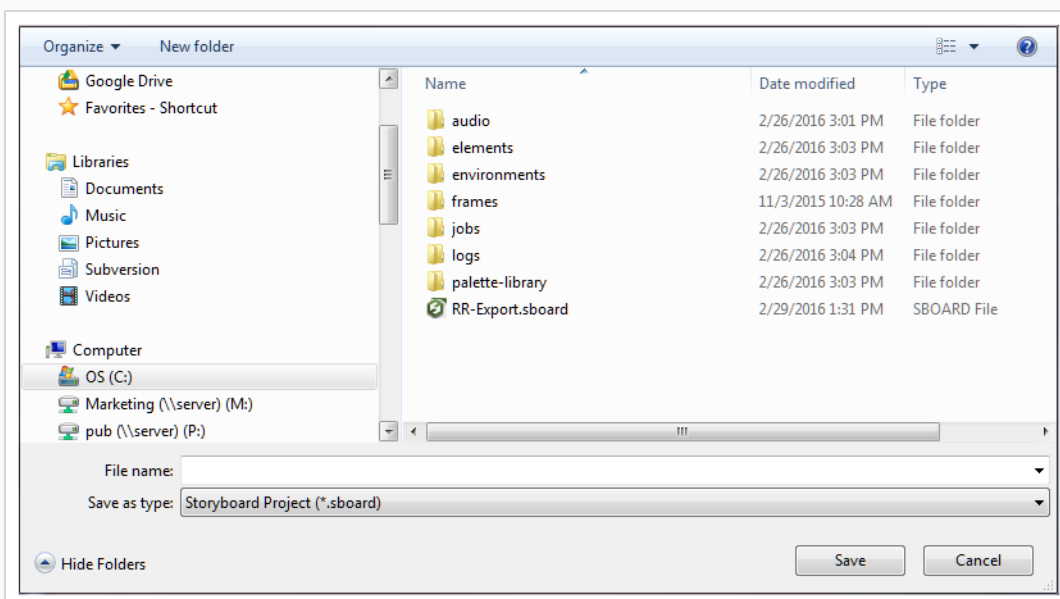 Organize New folder
Google Drive
Favorites - Shortcut
Libraries
Documents
Music
Pictures
Subversion
Videos
Computer
OS (C:)
Marketing (\\server) (M:)
pub (\\server) (P:)
Name Date modified Type
audio 2/26/2016 3:01 PM File folder
elements 2/26/2016 3:03 PM File folder
environments 2/26/2016 3:03 PM File folder
frames 11/3/2015 10:28 AM File folder
jobs 2/26/2016 3:03 PM File folder
logs 2/26/2016 3:04 PM File folder
palette-library 2/26/2016 3:03 PM File folder
RR-Export.sboard 2/29/2016 1:31 PM SBOARD File
File name:
Save as type: Storyboard Project (*.sboard)
Hide Folders Save Cancel